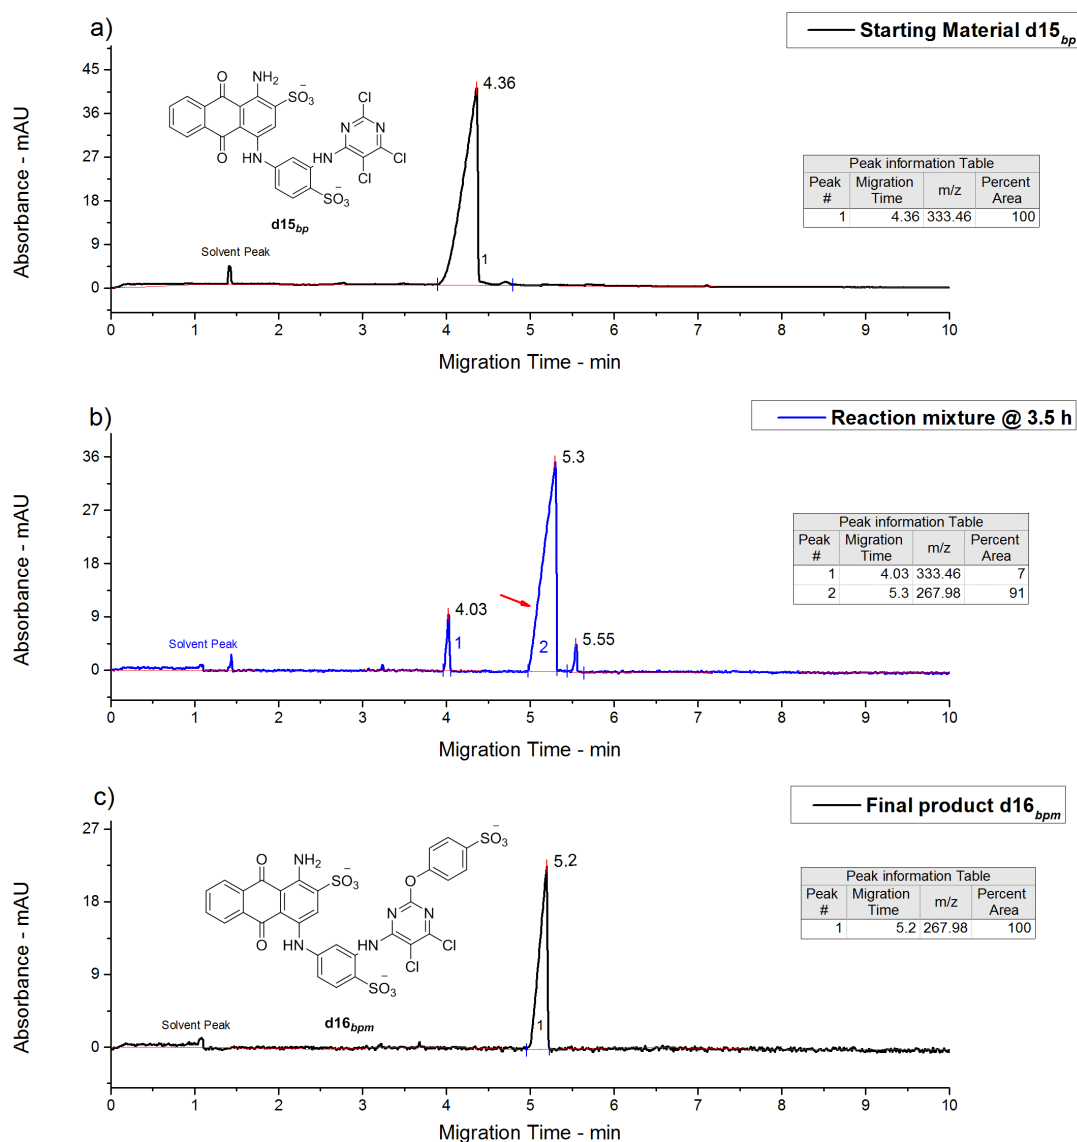 a)
Starting Material d15bp
Absorbance - mAU
45
36
27
18
9
0
4.36
O
NH2
SO3
−
O
HN
HN
N
N
Cl
Cl
Cl
SO3
−
d15bp
Solvent Peak
1
Peak information Table
Peak # Migration Time m/z Percent Area
1 4.36 333.46 100
0 1 2 3 4 5 6 7 8 9 10
Migration Time - min
b)
Reaction mixture @ 3.5 h
Absorbance - mAU
36
27
18
9
0
5.3
4.03
5.55
Solvent Peak
1
2
Peak information Table
Peak # Migration Time m/z Percent Area
1 4.03 333.46 7
2 5.3 267.98 91
0 1 2 3 4 5 6 7 8 9 10
Migration Time - min
c)
Final product d16bpm
Absorbance - mAU
27
18
9
0
5.2
O
NH2
SO3
−
O
HN
HN
N
N
O
SO3
−
Cl
Cl
SO3
−
d16bpm
Solvent Peak
1
Peak information Table
Peak # Migration Time m/z Percent Area
1 5.2 267.98 100
0 1 2 3 4 5 6 7 8 9 10
Migration Time - min